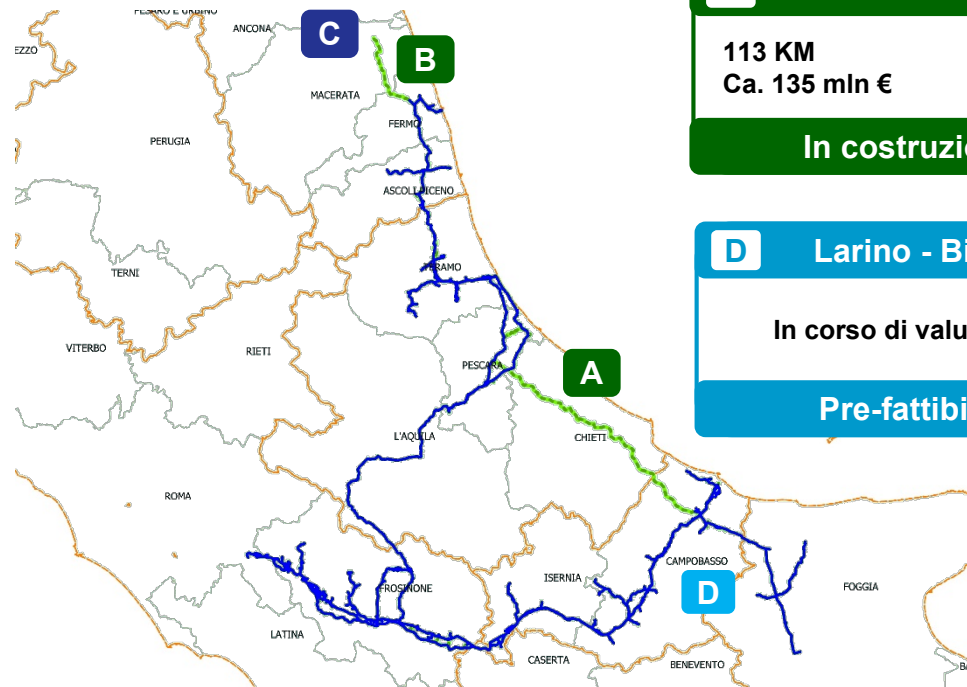 PESARO E URBINO
ANCONA
C
EZZO
B
MACERATA
FERMO
PERUGIA
ASCOLI PICENO
TERNI
TERAMO
VITERBO
RIETI
PESCARA
A
L'AQUILA
CHIETI
ROMA
CAMPOBASSO
ISERNIA
FROSINONE
D
FOGGIA
LATINA
CASERTA
BENEVENTO
BA
113 KM
Ca. 135 mln €
In costruzio
D Larino - Bi
In corso di valu
Pre-fattibi